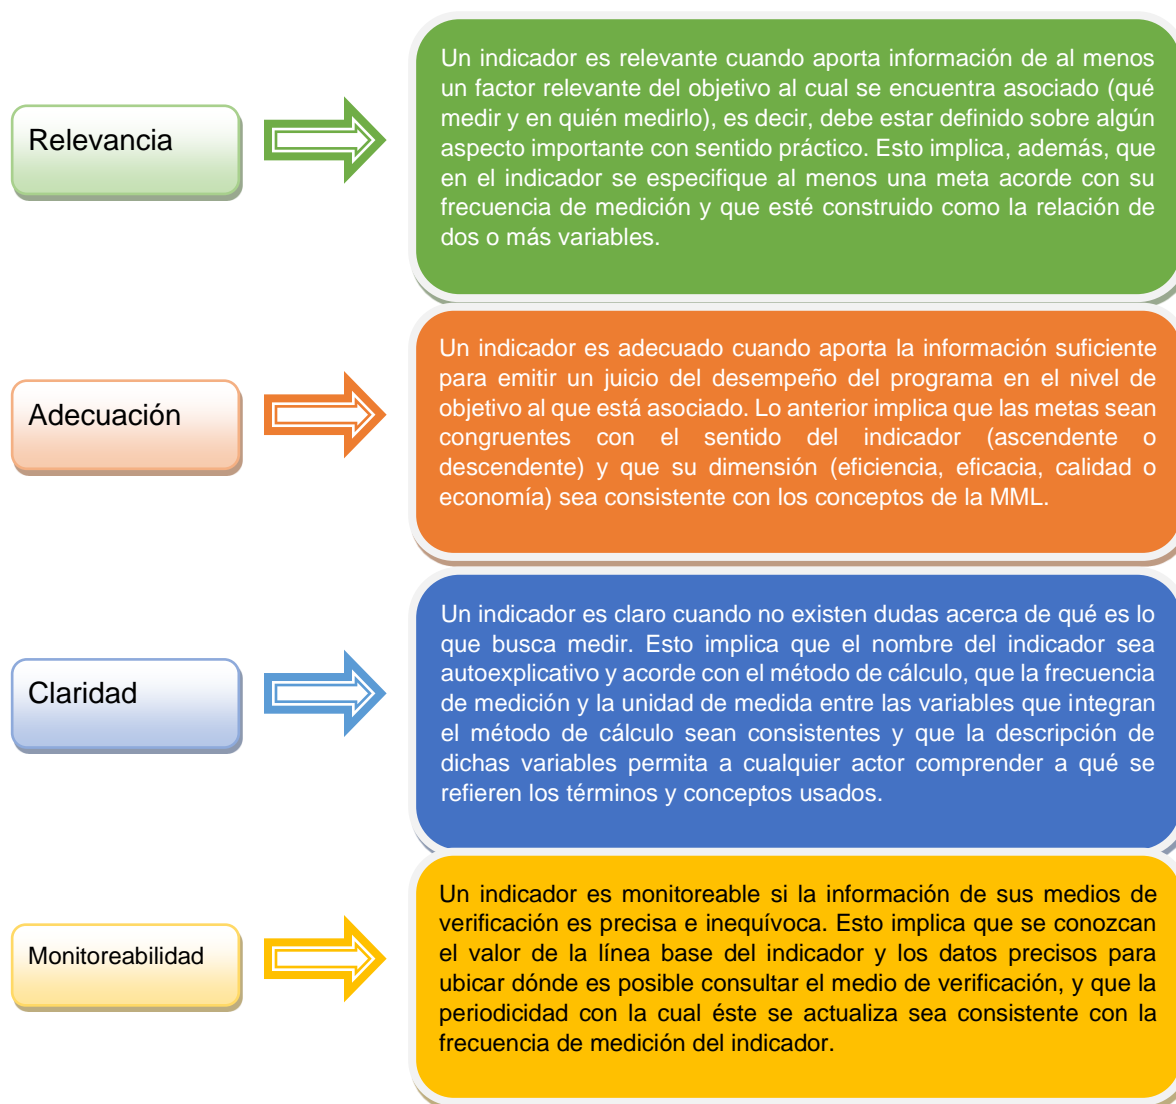 Relevancia
Un indicador es relevante cuando aporta información de al menos
un factor relevante del objetivo al cual se encuentra asociado (qué
medir y en quién medirlo), es decir, debe estar definido sobre algún
aspecto importante con sentido práctico. Esto implica, además, que
en el indicador se especifique al menos una meta acorde con su
frecuencia de medición y que esté construido como la relación de
dos o más variables.
Adecuación
Un indicador es adecuado cuando aporta la información suficiente
para emitir un juicio del desempeño del programa en el nivel de
objetivo al que está asociado. Lo anterior implica que las metas sean
congruentes con el sentido del indicador (ascendente o
descendente) y que su dimensión (eficiencia, eficacia, calidad o
economía) sea consistente con los conceptos de la MML.
Claridad
Un indicador es claro cuando no existen dudas acerca de qué es lo
que busca medir. Esto implica que el nombre del indicador sea
autoexplicativo y acorde con el método de cálculo, que la frecuencia
de medición y la unidad de medida entre las variables que integran
el método de cálculo sean consistentes y que la descripción de
dichas variables permita a cualquier actor comprender a qué se
refieren los términos y conceptos usados.
Monitoreabilidad
Un indicador es monitoreable si la información de sus medios de
verificación es precisa e inequívoca. Esto implica que se conozcan
el valor de la línea base del indicador y los datos precisos para
ubicar dónde es posible consultar el medio de verificación, y que la
periodicidad con la cual éste se actualiza sea consistente con la
frecuencia de medición del indicador.